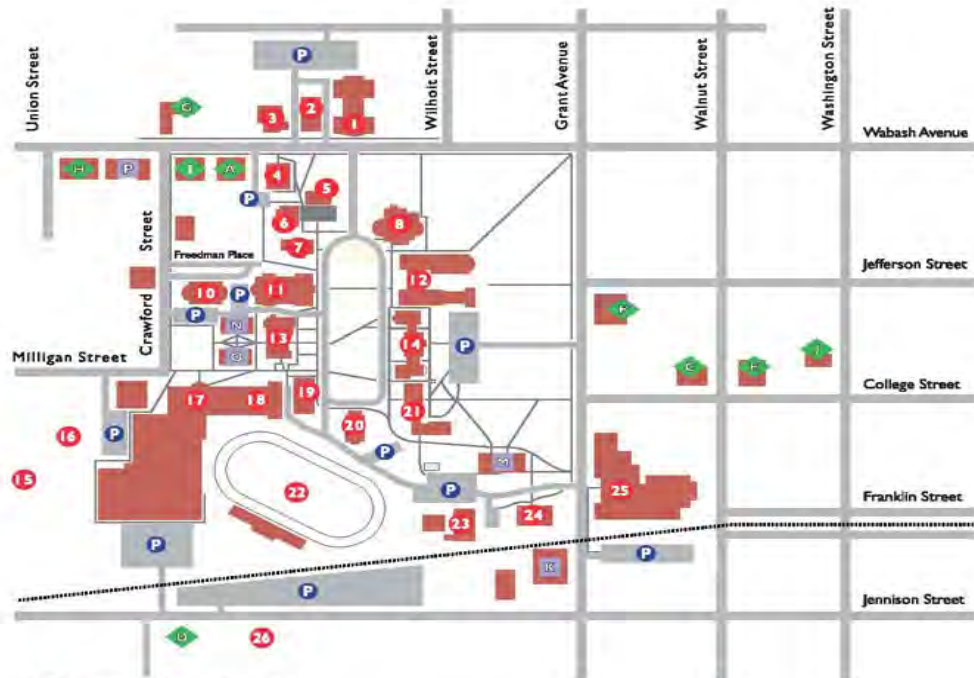 Union Street
Wilhoit Street
Grant Avenue
Walnut Street
Washington Street
P
G
3
2
1
Wabash Avenue
H
P
I
A
4
P
5
6
8
7
Crawford Street
Freedman Place
Jefferson Street
12
10
P
11
P
N
13
14
P
O
Milligan Street
College Street
17
18
19
21
20
16
P
P
M
15
22
P
25
Franklin Street
23
24
P
P
K
P
Jennison Street
26